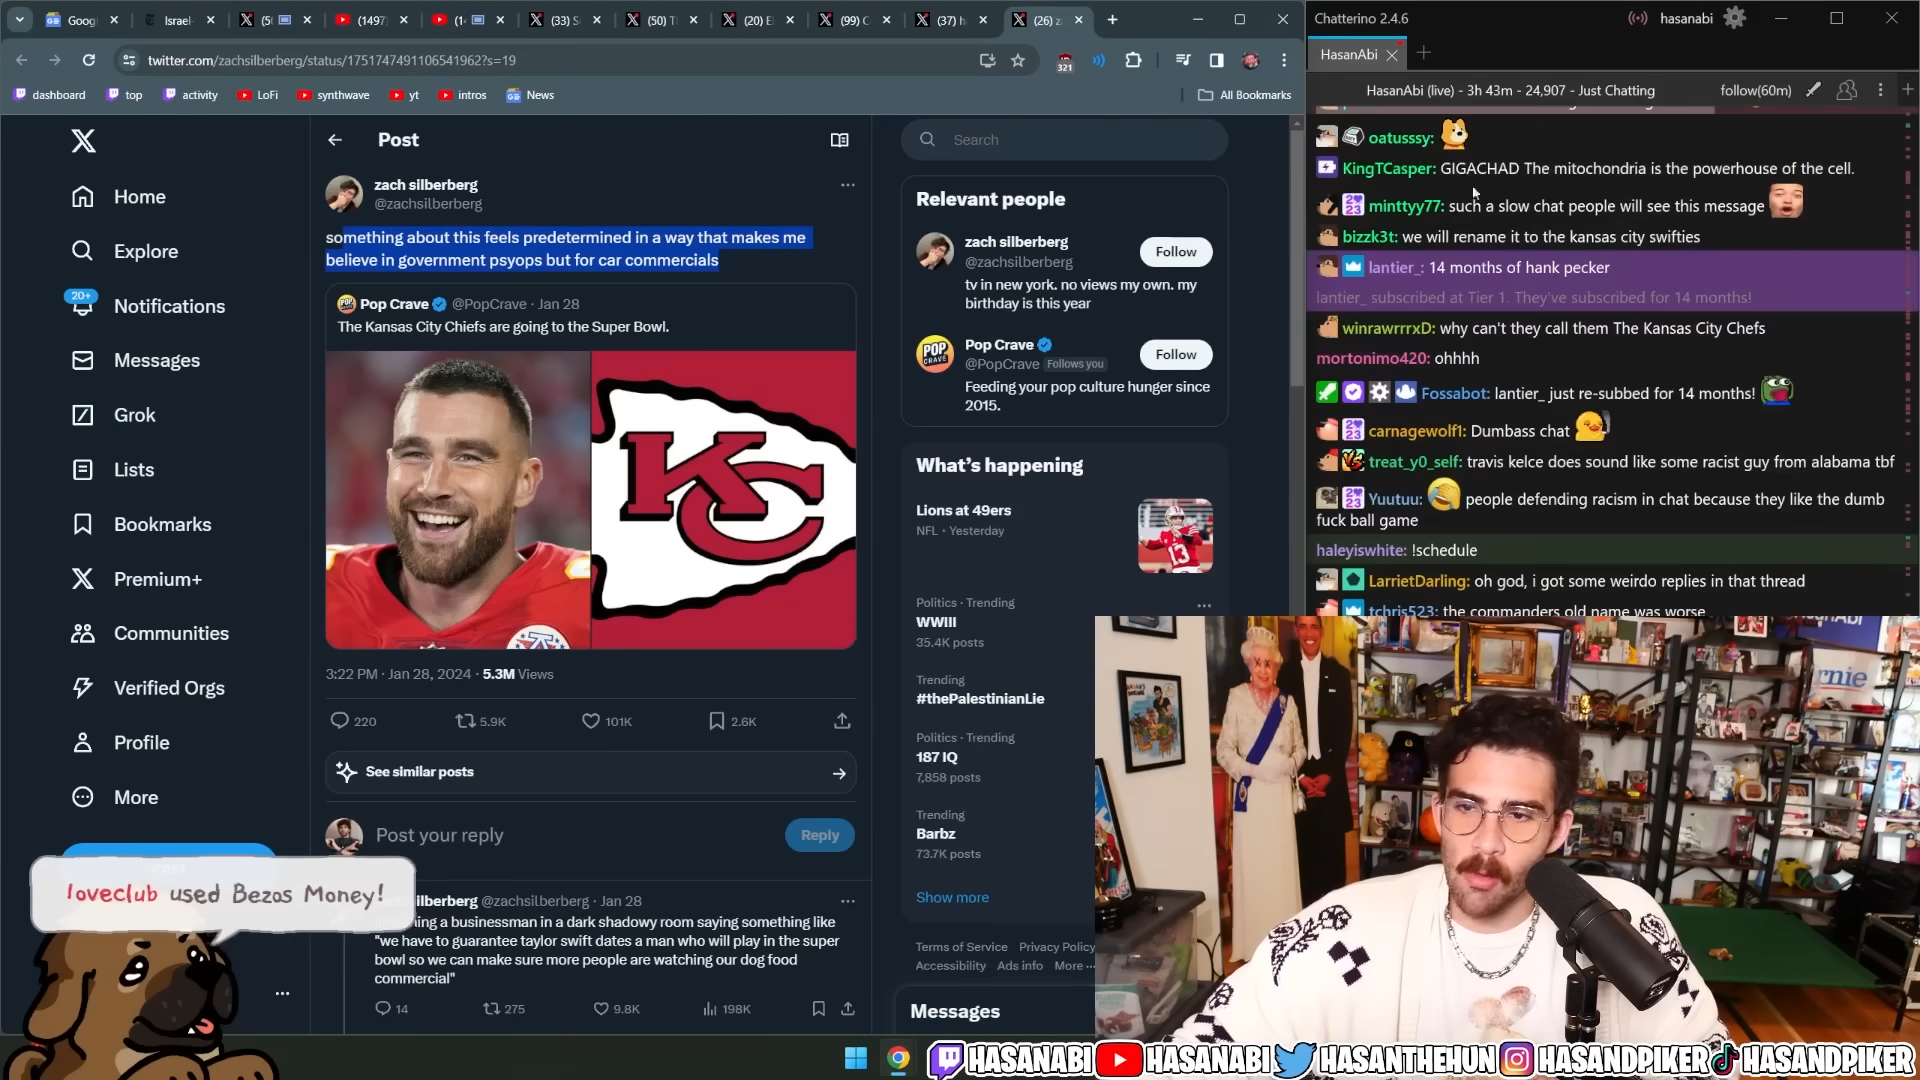 Goog
Israel-
(50
(1497)
(14
(33) S
(50) T
(20) E
(99) C
(37) h
(26) z
twitter.com/zachsilberberg/status/1751747491106541962?s=19
321
dashboard
top
activity
LoFi
synthwave
yt
intros
News
All Bookmarks
Home
Explore
20+
Notifications
Messages
Grok
Lists
Bookmarks
Premium+
Communities
Verified Orgs
Profile
More
Post
zach silberberg
@zachsilberberg
something about this feels predetermined in a way that makes me
believe in government psyops but for car commercials
Pop Crave @PopCrave · Jan 28
The Kansas City Chiefs are going to the Super Bowl.
KC
3:22 PM · Jan 28, 2024 · 5.3M Views
220
5.9K
101K
2.6K
See similar posts
Post your reply
Reply
ilberberg @zachsilberberg · Jan 28
ing a businessman in a dark shadowy room saying something like
"we have to guarantee taylor swift dates a man who will play in the super
bowl so we can make sure more people are watching our dog food
commercial"
14
275
9.8K
198K
loveclub used Bezos Money!
Search
Relevant people
zach silberberg
@zachsilberberg
Follow
tv in new york. no views my own. my
birthday is this year
POP CRAVE
Pop Crave
@PopCrave Follows you
Follow
Feeding your pop culture hunger since
2015.
What's happening
Lions at 49ers
NFL · Yesterday
13
Politics · Trending
WWIII
35.4K posts
Trending
#thePalestinianLie
Politics · Trending
187 IQ
7,858 posts
Trending
Barbz
73.7K posts
Show more
Terms of Service Privacy Policy
Accessibility Ads info More ···
Messages
Chatterino 2.4.6
hasanabi
HasanAbi
HasanAbi (live) - 3h 43m - 24,907 - Just Chatting
follow(60m)
oatusssy:
KingTCasper: GIGACHAD The mitochondria is the powerhouse of the cell.
minttyy77: such a slow chat people will see this message
bizzk3t: we will rename it to the kansas city swifties
lantier_: 14 months of hank pecker
lantier_ subscribed at Tier 1. They've subscribed for 14 months!
winrawrrrxD: why can't they call them The Kansas City Chefs
mortonimo420: ohhhh
Fossabot: lantier_ just re-subbed for 14 months!
carnagewolf1: Dumbass chat
treat_y0_self: travis kelce does sound like some racist guy from alabama tbf
Yuutuu: people defending racism in chat because they like the dumb
fuck ball game
haleyiswhite: !schedule
LarrietDarling: oh god, i got some weirdo replies in that thread
tchris523: the commanders old name was worse
HASANABI
HASANABI
HASANTHEHUN
HASANDPIKER
HASANDPIKER